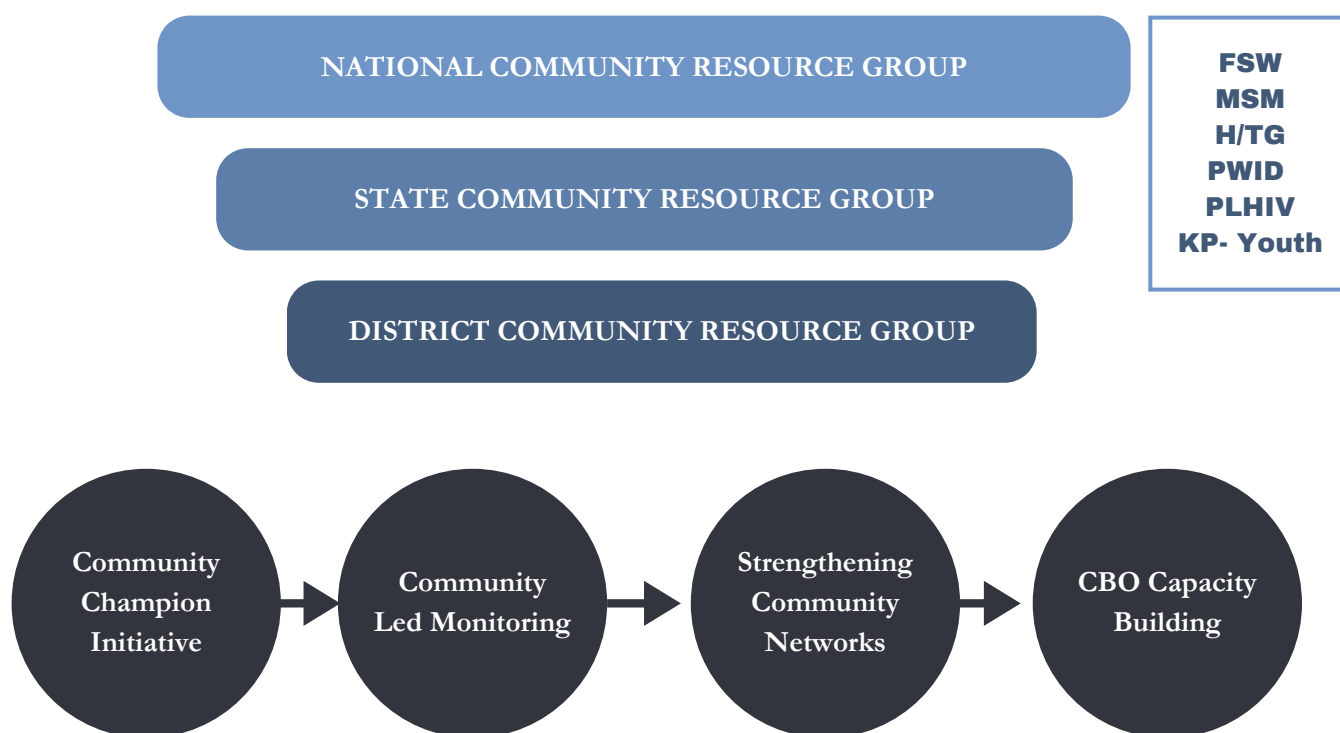 NATIONAL COMMUNITY RESOURCE GROUP
STATE COMMUNITY RESOURCE GROUP
DISTRICT COMMUNITY RESOURCE GROUP
FSW
MSM
H/TG
PWID
PLHIV
KP- Youth
Community
Champion
Initiative
Community
Led Monitoring
Strengthening
Community
Networks
CBO Capacity
Building